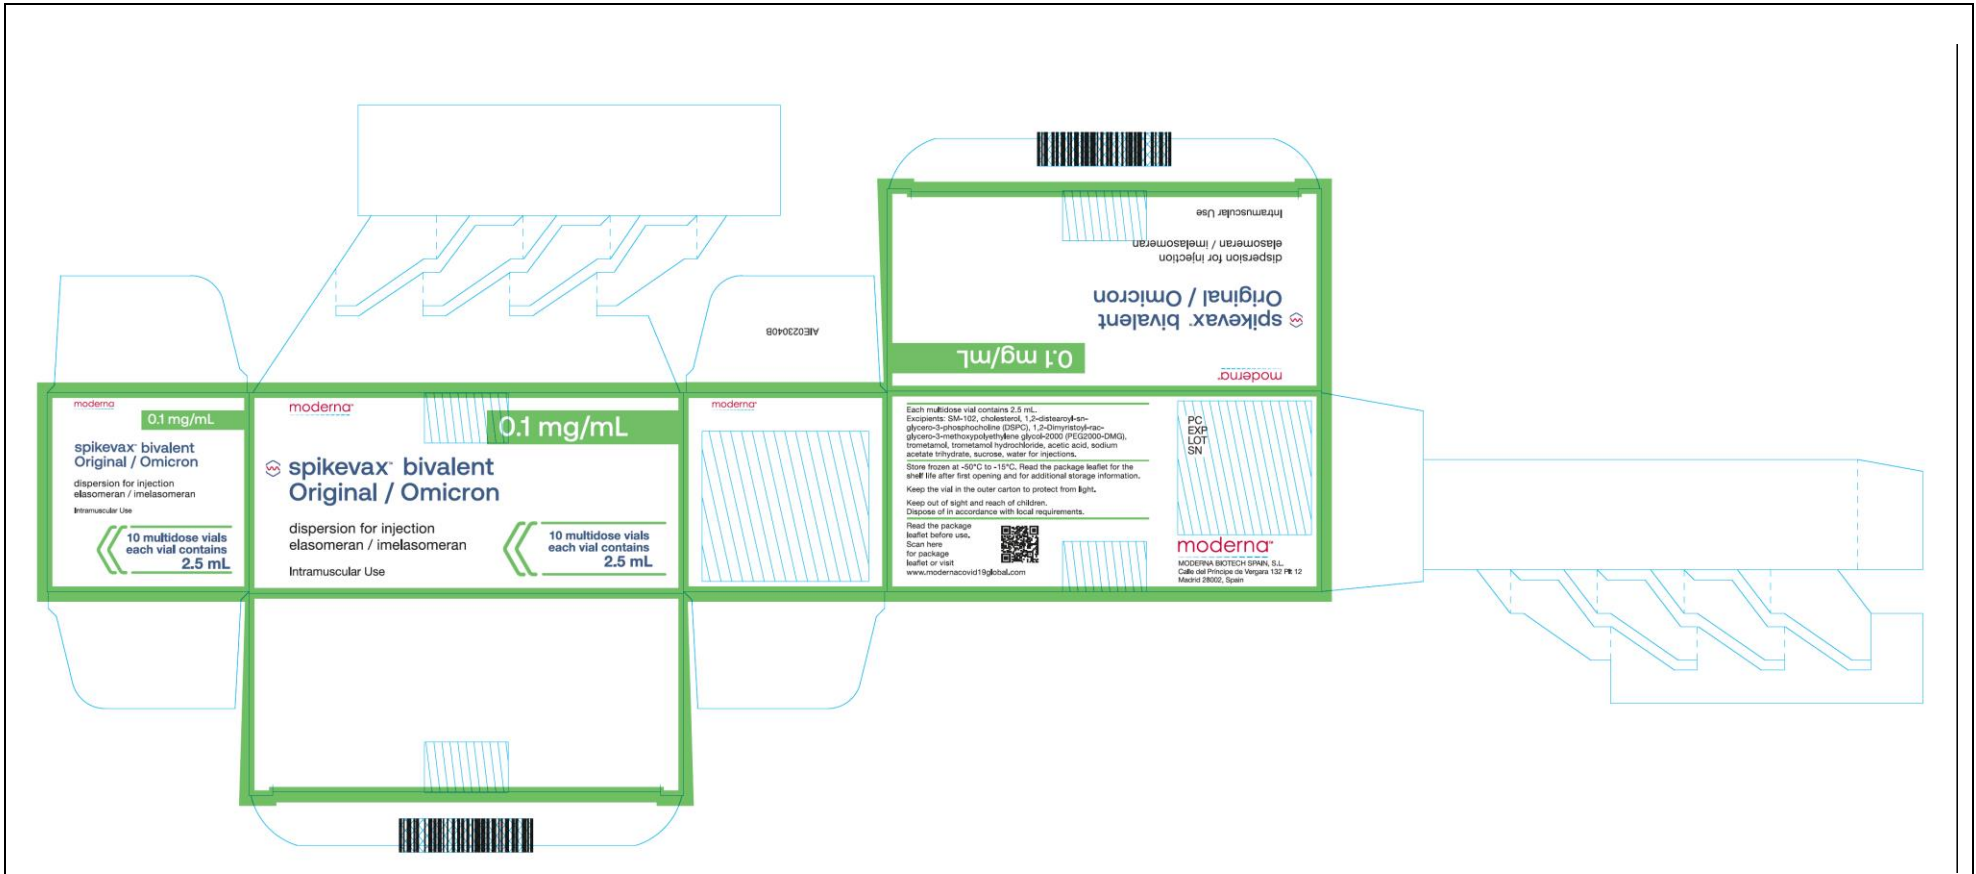 Intramuscular Use
elasomeran / imelasomeran
dispersion for injection
Original / Omicron
spikevax™ bivalent
0.1 mg/mL
moderna™
AIE023040B
moderna
0.1 mg/mL
spikevax™ bivalent
Original / Omicron
dispersion for injection
elasomeran / imelasomeran
Intramuscular Use
10 multidose vials
each vial contains
2.5 mL
moderna™
0.1 mg/mL
spikevax™ bivalent
Original / Omicron
dispersion for injection
elasomeran / imelasomeran
Intramuscular Use
10 multidose vials
each vial contains
2.5 mL
moderna™
Each multidose vial contains 2.5 mL.
Excipients: SM-102, cholesterol, 1,2-distearoyl-sn-
glycero-3-phosphocholine (DSPC), 1,2-Dimyristoyl-rac-
glycero-3-methoxypolyethylene glycol-2000 (PEG2000-DMG),
trometamol, trometamol hydrochloride, acetic acid, sodium
acetate trihydrate, sucrose, water for injections.
Store frozen at -50°C to -15°C. Read the package leaflet for the
shelf life after first opening and for additional storage information.
Keep the vial in the outer carton to protect from light.
Keep out of sight and reach of children.
Dispose of in accordance with local requirements.
Read the package
leaflet before use.
Scan here
for package
leaflet or visit
www.modernacovid19global.com
PC
EXP
LOT
SN
moderna™
MODERNA BIOTECH SPAIN, S.L.
Calle del Príncipe de Vergara 132 Plt 12
Madrid 28002, Spain